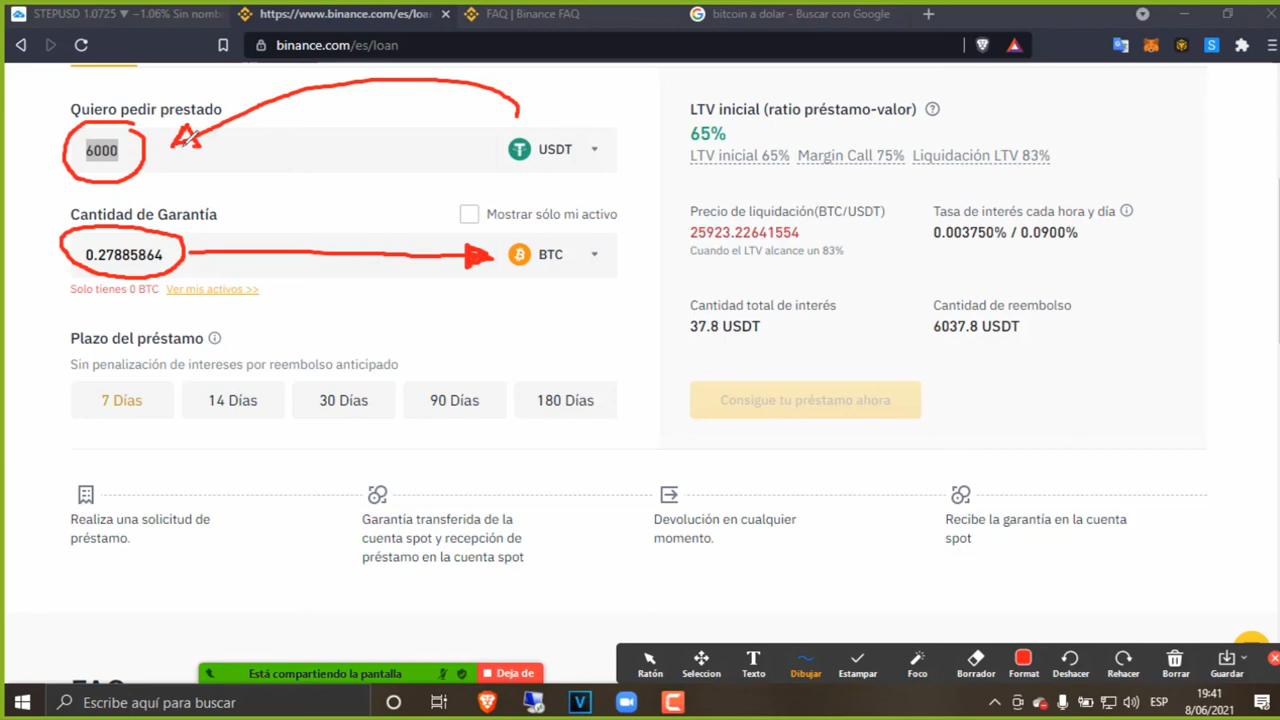 STEPUSD 1.0725 ▼ −1.06% Sin nomb
https://www.binance.com/es/loa
FAQ | Binance FAQ
bitcoin a dolar - Buscar con Google
binance.com/es/loan
Quiero pedir prestado
6000
USDT
Cantidad de Garantía
Mostrar sólo mi activo
0.27885864
BTC
Solo tienes 0 BTC Ver mis activos >>
Plazo del préstamo
Sin penalización de intereses por reembolso anticipado
7 Días
14 Días
30 Días
90 Días
180 Días
LTV inicial (ratio préstamo-valor)
65%
LTV inicial 65% Margin Call 75% Liquidación LTV 83%
Precio de liquidación(BTC/USDT)
25923.22641554
Cuando el LTV alcance un 83%
Tasa de interés cada hora y día
0.003750% / 0.0900%
Cantidad total de interés
37.8 USDT
Cantidad de reembolso
6037.8 USDT
Consigue tu préstamo ahora
Realiza una solicitud de
préstamo.
Garantía transferida de la
cuenta spot y recepción de
préstamo en la cuenta spot
Devolución en cualquier
momento.
Recibe la garantía en la cuenta
spot
Está compartiendo la pantalla
Deja de
Ratón
Seleccion
Texto
Dibujar
Estampar
Foco
Borrador
Format
Deshacer
Rehacer
Borrar
Guardar
Escribe aquí para buscar
ESP
19:41
8/06/2021